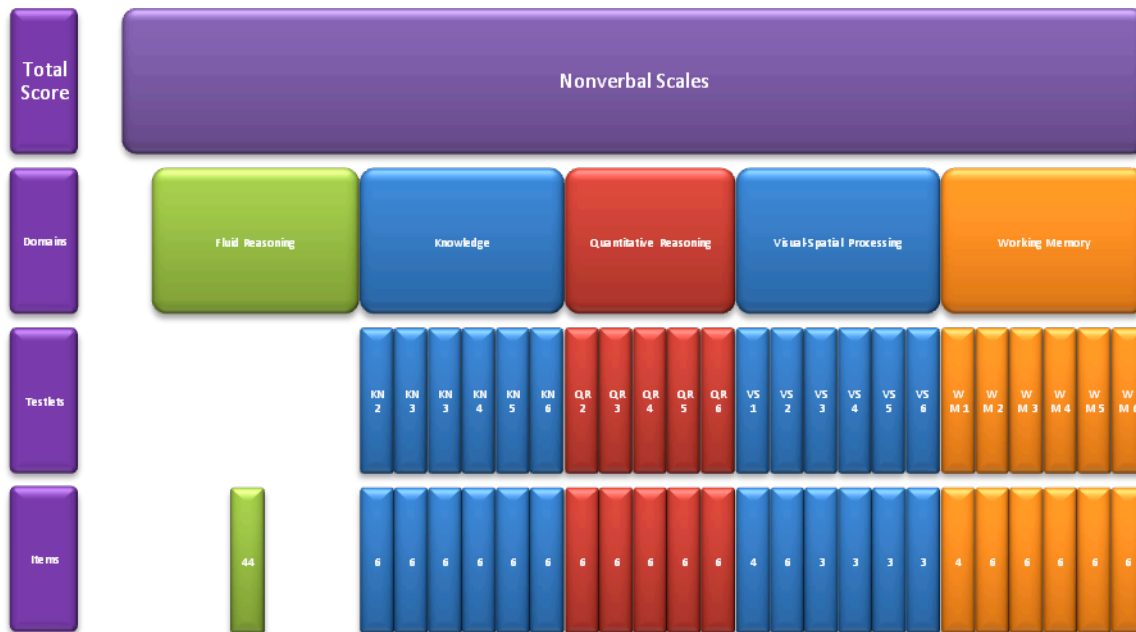 Total
Score
Nonverbal Scales
Domains
Fluid Reasoning
Knowledge
Quantitative Reasoning
Visual-Spatial Processing
Working Memory
Testlets
KN
2
KN
3
KN
3
KN
4
KN
5
KN
6
QR
2
QR
3
QR
4
QR
5
QR
6
VS
1
VS
2
VS
3
VS
4
VS
5
VS
6
W
M 1
W
M 2
W
M 3
W
M 4
W
M 5
W
M 6
Items
44
6
6
6
6
6
6
6
6
6
6
6
4
6
3
3
3
3
4
6
6
6
6
6